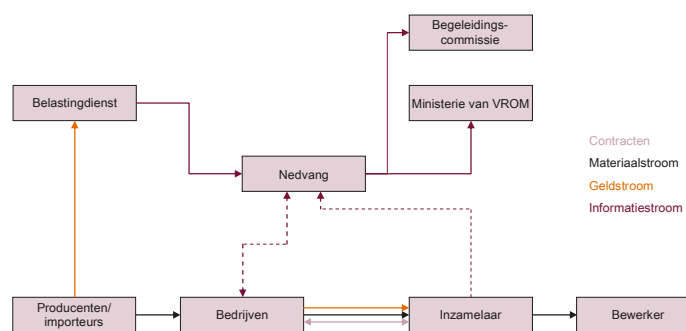 Begeleidings-
commissie
Belastingdienst
Ministerie van VROM
Contracten
Materiaalstroom
Geldstroom
Informatiestroom
Nedvang
Producenten/
importeurs
Bedrijven
Inzamelaar
Bewerker